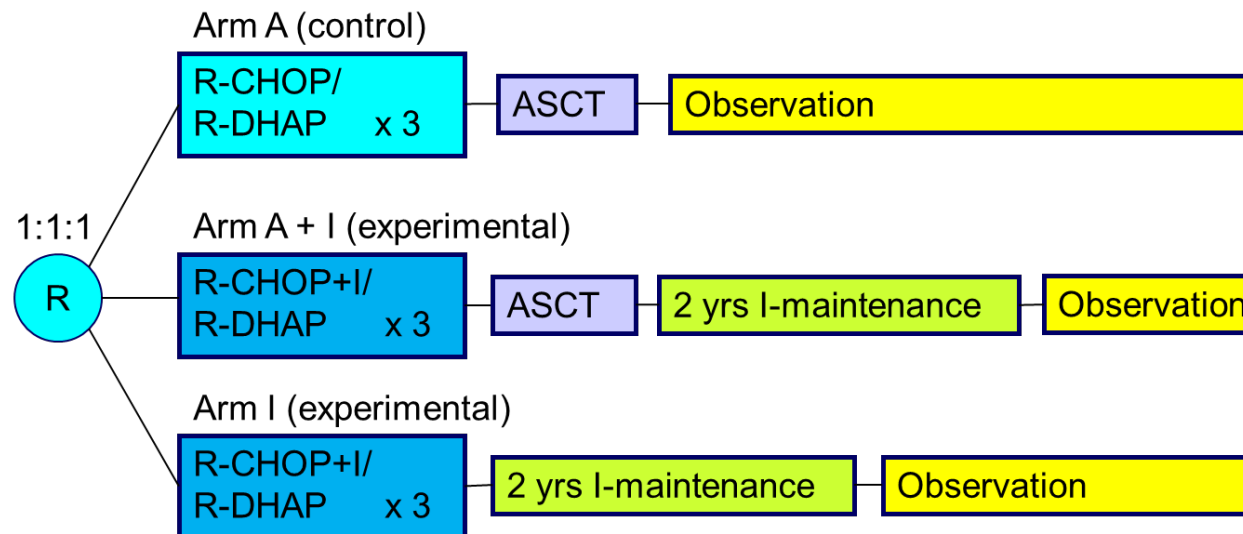 Arm A (control)
R-CHOP/
R-DHAP x 3
ASCT
Observation
1:1:1
R
Arm A + I (experimental)
R-CHOP+I/
R-DHAP x 3
ASCT
2 yrs I-maintenance
Observation
Arm I (experimental)
R-CHOP+I/
R-DHAP x 3
2 yrs I-maintenance
Observation